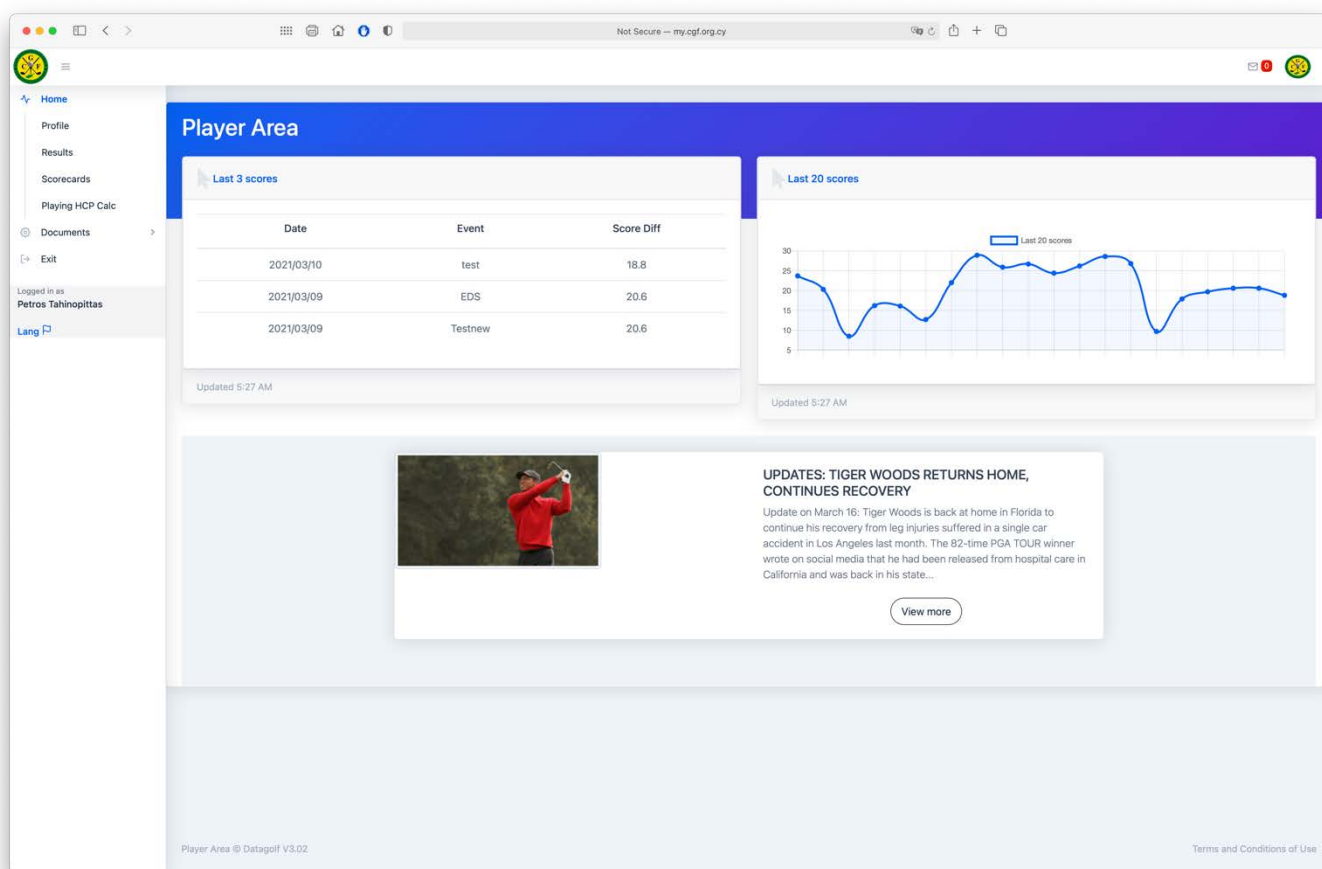 Not Secure — my.cgf.org.cy
C G F
0
C G F
Home
Profile
Results
Scorecards
Playing HCP Calc
Documents
Exit
Logged in as
Petros Tahinopittas
Lang
Player Area
Last 3 scores
Date Event Score Diff
2021/03/10 test 18.8
2021/03/09 EDS 20.6
2021/03/09 Testnew 20.6
Updated 5:27 AM
Last 20 scores
Last 20 scores
30
25
20
15
10
5
Updated 5:27 AM
UPDATES: TIGER WOODS RETURNS HOME,
CONTINUES RECOVERY
Update on March 16: Tiger Woods is back at home in Florida to
continue his recovery from leg injuries suffered in a single car
accident in Los Angeles last month. The 82-time PGA TOUR winner
wrote on social media that he had been released from hospital care in
California and was back in his state...
View more
Player Area © Datagolf V3.02
Terms and Conditions of Use